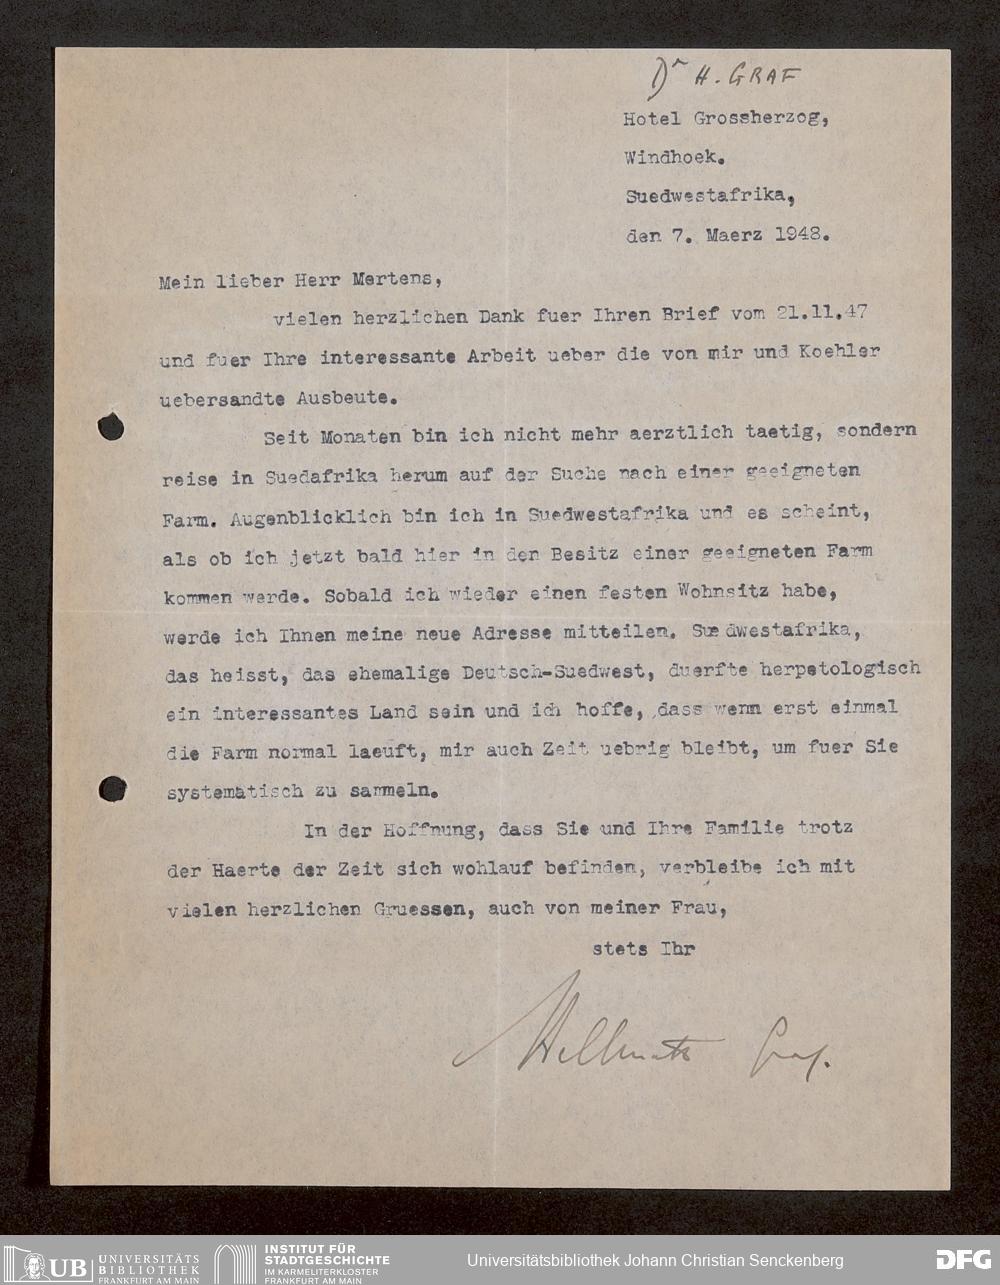 Dr H. GRAF
Hotel Grossherzog,
Windhoek.
Suedwestafrika,
den 7. Maerz 1948.
Mein lieber Herr Mertens,
vielen herzlichen Dank fuer Ihren Brief vom 21.11.47
und fuer Ihre interessante Arbeit ueber die von mir und Koehler
uebersandte Ausbeute.
Seit Monaten bin ich nicht mehr aerztlich taetig, sondern
reise in Suedafrika herum auf der Suche nach einer geeigneten
Farm. Augenblicklich bin ich in Suedwestafrika und es scheint,
als ob ich jetzt bald hier in den Besitz einer geeigneten Farm
kommen werde. Sobald ich wieder einen festen Wohnsitz habe,
werde ich Ihnen meine neue Adresse mitteilen. Suedwestafrika,
das heisst, das ehemalige Deutsch-Suedwest, duerfte herpetologisch
ein interessantes Land sein und ich hoffe, dass wenn erst einmal
die Farm normal laeuft, mir auch Zeit uebrig bleibt, um fuer Sie
systematisch zu sammeln.
In der Hoffnung, dass Sie und Ihre Familie trotz
der Haerte der Zeit sich wohlauf befinden, verbleibe ich mit
vielen herzlichen Gruessen, auch von meiner Frau,
stets Ihr
Hellmuth Graf.
UB UNIVERSITÄTS
BIBLIOTHEK
FRANKFURT AM MAIN
INSTITUT FÜR
STADTGESCHICHTE
IM KARMELITERKLOSTER
FRANKFURT AM MAIN
Universitätsbibliothek Johann Christian Senckenberg
DFG